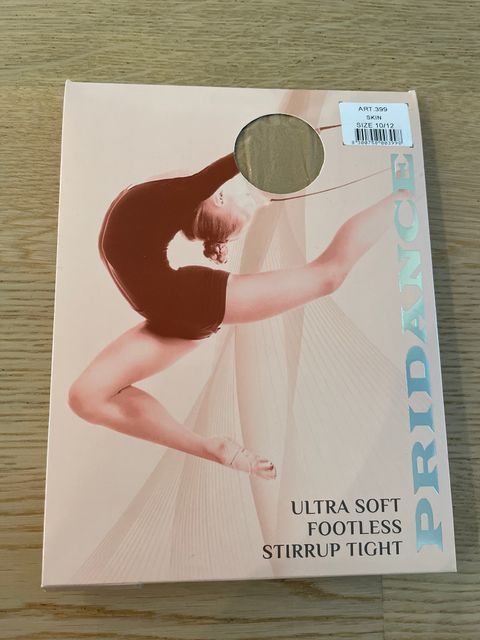 ART.399
SKIN
SIZE 10/12
PRIDANCE
ULTRA SOFT
FOOTLESS
STIRRUP TIGHT